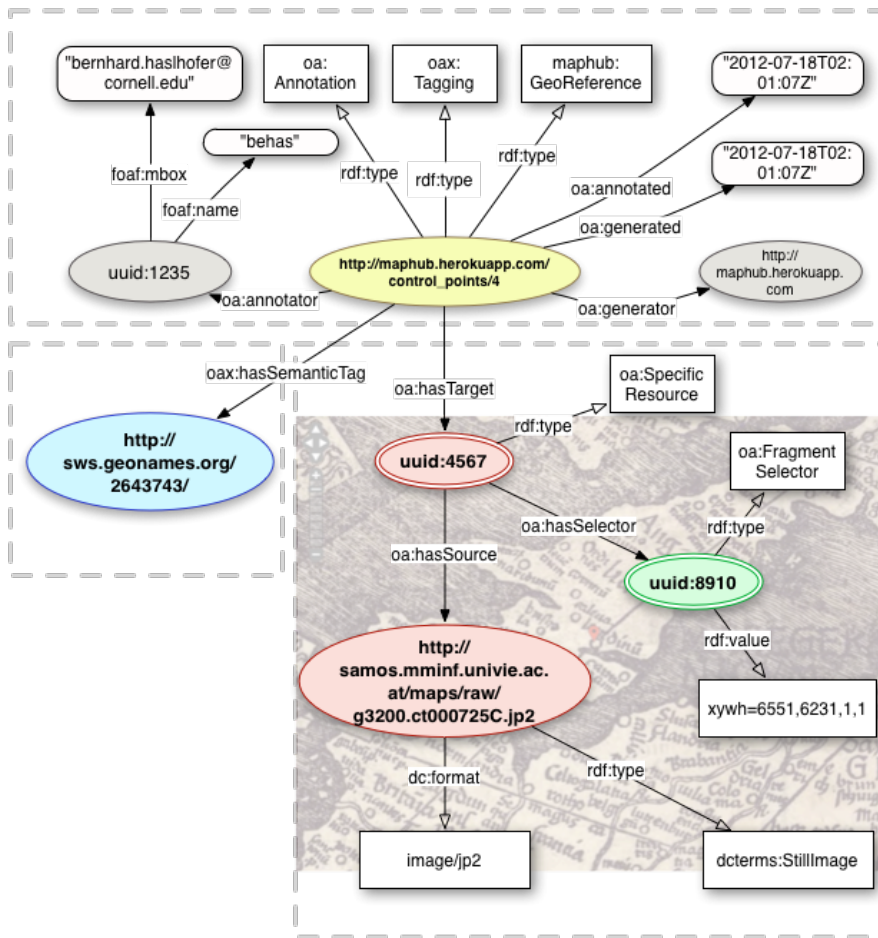 "bernhard.haslhofer@
cornell.edu"
oa:
Annotation
oax:
Tagging
maphub:
GeoReference
"2012-07-18T02:
01:07Z"
"behas"
"2012-07-18T02:
01:07Z"
foaf:mbox
rdf:type
rdf:type
rdf:type
oa:annotated
foaf:name
oa:generated
uuid:1235
http://maphub.herokuapp.com/
control_points/4
http://
maphub.herokuapp.
com
oa:annotator
oa:generator
oax:hasSemanticTag
oa:hasTarget
oa:Specific
Resource
rdf:type
http://
sws.geonames.org/
2643743/
uuid:4567
oa:Fragment
Selector
oa:hasSelector
rdf:type
oa:hasSource
uuid:8910
rdf:value
http://
samos.mminf.univie.ac.
at/maps/raw/
g3200.ct000725C.jp2
xywh=6551,6231,1,1
dc:format
rdf:type
image/jp2
dcterms:StillImage